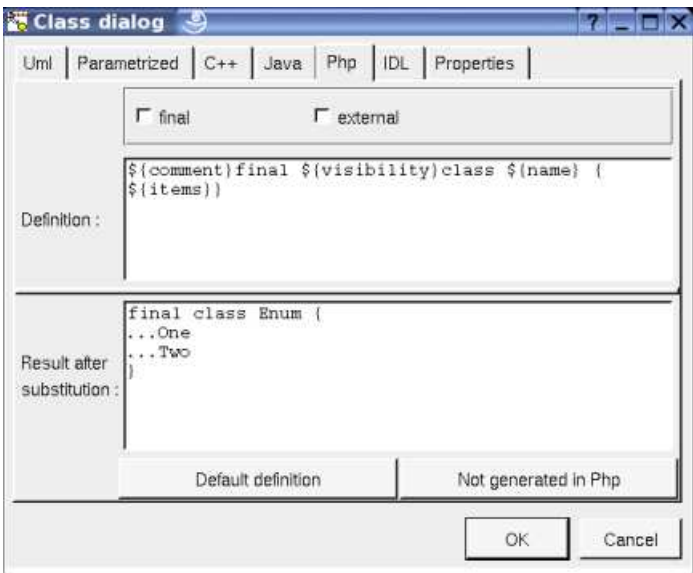 Class dialog
Uml Parametrized C++ Java Php IDL Properties
final external
Definition :
${comment}final ${visibility}class ${name} {
${items}}
Result after
substitution :
final class Enum {
...One
...Two
}
Default definition Not generated in Php
OK Cancel